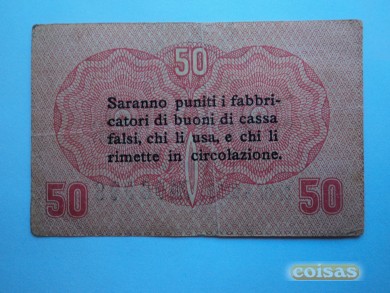 50
Saranno puniti i fabbri-
catori di buoni di cassa
falsi, chi li usa, e chi li
rimette in circolazione.
50 50
coisas